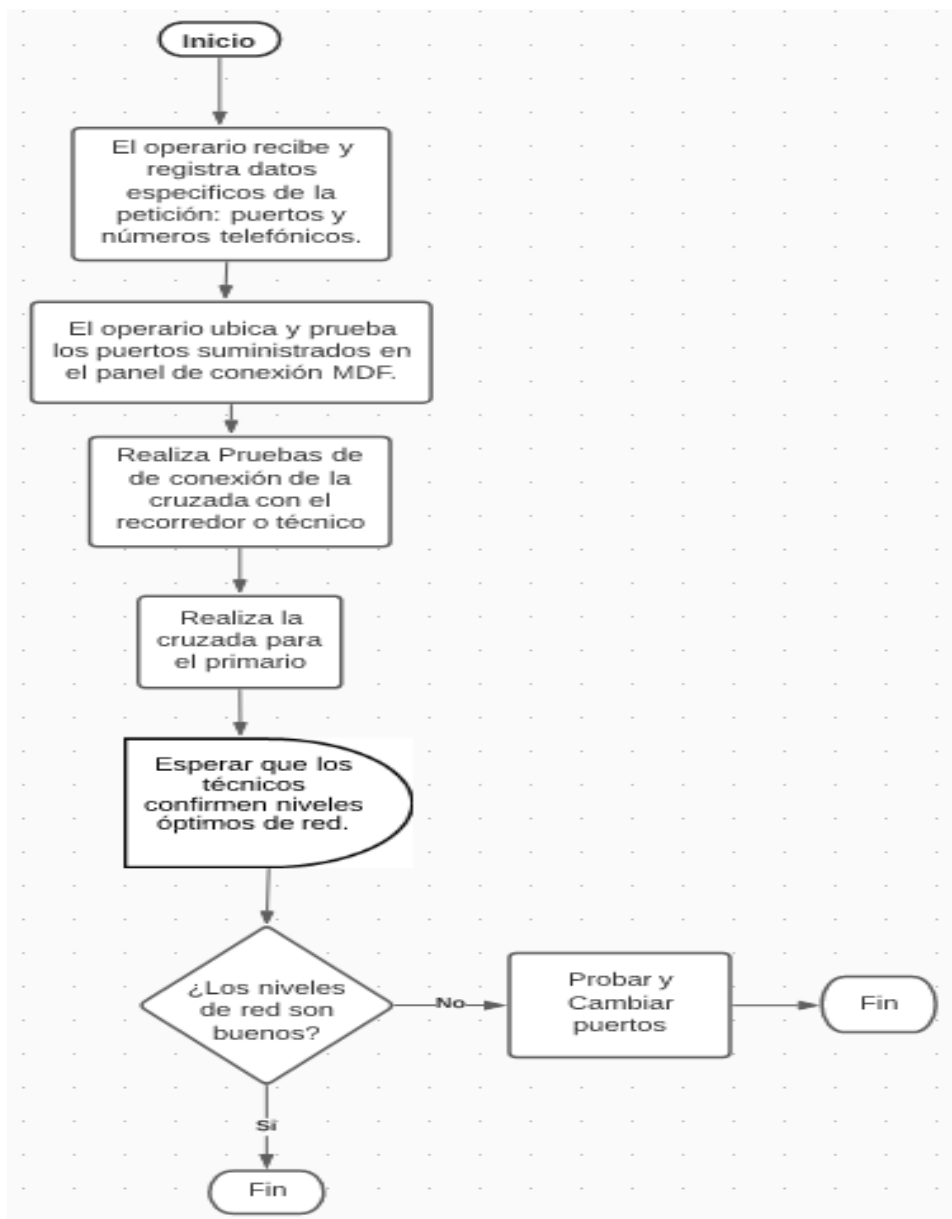 Inicio
El operario recibe y
registra datos
especificos de la
petición: puertos y
números telefónicos.
El operario ubica y prueba
los puertos suministrados en
el panel de conexión MDF.
Realiza Pruebas de
de conexión de la
cruzada con el
recorredor o técnico
Realiza la
cruzada para
el primario
Esperar que los
técnicos
confirmen niveles
óptimos de red.
¿Los niveles
de red son
buenos?
No
Probar y
Cambiar
puertos
Fin
Si
Fin